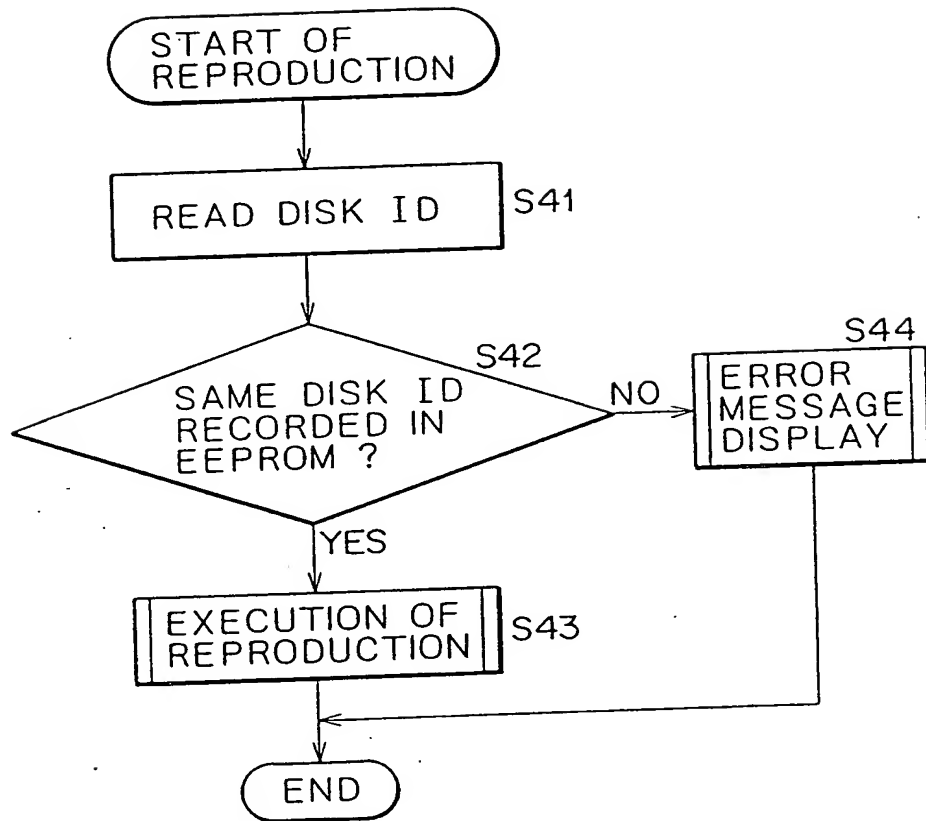 START OF
REPRODUCTION
READ DISK ID
S41
S42
SAME DISK ID
RECORDED IN
EEPROM ?
NO
S44
ERROR
MESSAGE
DISPLAY
YES
EXECUTION OF
REPRODUCTION
S43
END